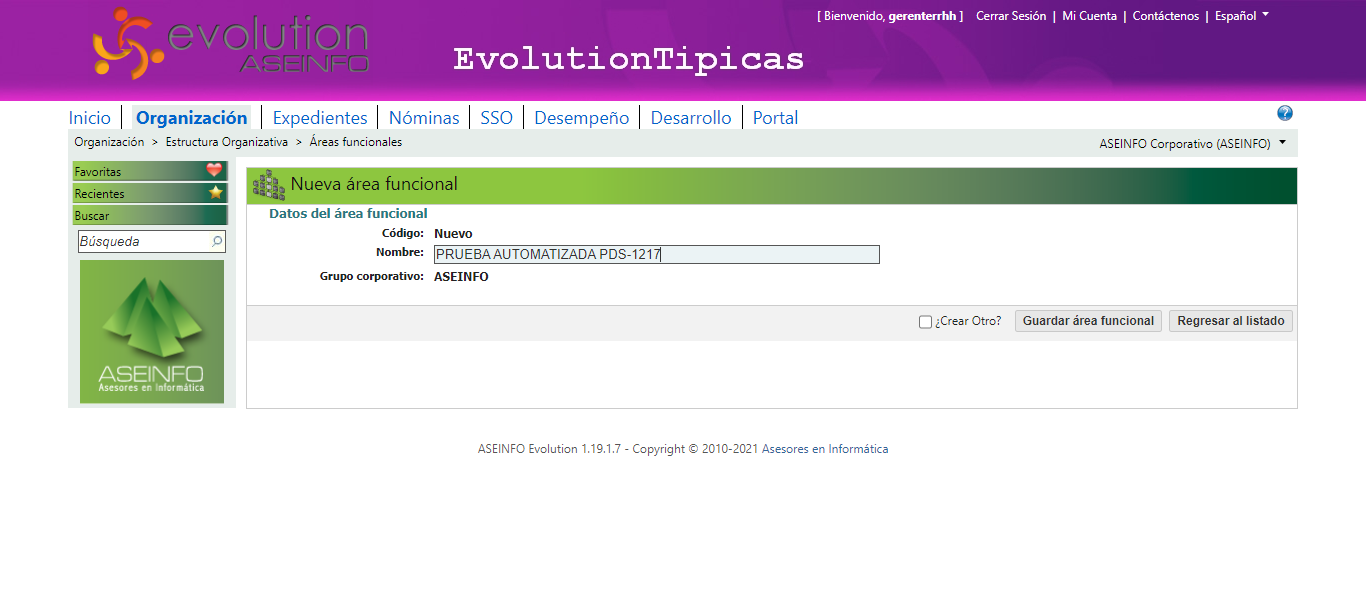 [ Bienvenido, gerenterrhh ] Cerrar Sesión | Mi Cuenta | Contáctenos | Español
evolution
ASEINFO
EvolutionTipicas
Inicio Organización Expedientes Nóminas SSO Desempeño Desarrollo Portal
Organización > Estructura Organizativa > Áreas funcionales
ASEINFO Corporativo (ASEINFO)
Favoritas
Recientes
Buscar
Búsqueda
ASEINFO
Asesores en Informática
Nueva área funcional
Datos del área funcional
Código: Nuevo
Nombre: PRUEBA AUTOMATIZADA PDS-1217
Grupo corporativo: ASEINFO
¿Crear Otro? Guardar área funcional Regresar al listado
ASEINFO Evolution 1.19.1.7 - Copyright © 2010-2021 Asesores en Informática